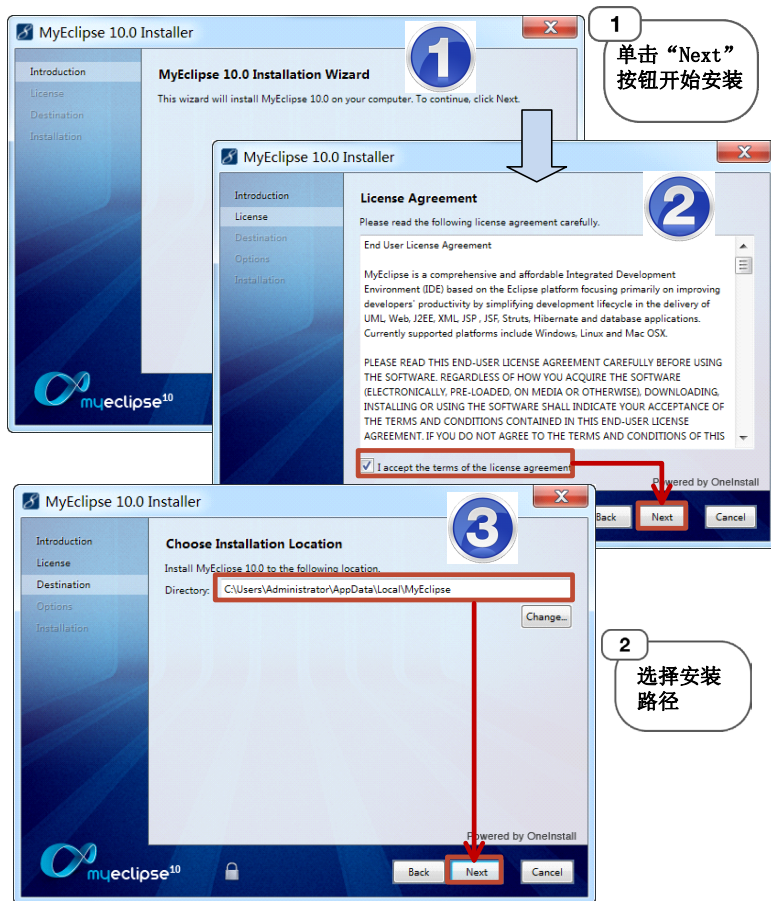 MyEclipse 10.0 Installer
1
Introduction
License
Destination
Installation
MyEclipse 10.0 Installation Wizard
This wizard will install MyEclipse 10.0 on your computer. To continue, click Next.
myeclipse10
1
单击“Next”
按钮开始安装
MyEclipse 10.0 Installer
2
Introduction
License
Destination
Options
Installation
License Agreement
Please read the following license agreement carefully.
End User License Agreement
MyEclipse is a comprehensive and affordable Integrated Development
Environment (IDE) based on the Eclipse platform focusing primarily on improving
developers' productivity by simplifying development lifecycle in the delivery of
UML, Web, J2EE, XML, JSP , JSF, Struts, Hibernate and database applications.
Currently supported platforms include Windows, Linux and Mac OSX.
PLEASE READ THIS END-USER LICENSE AGREEMENT CAREFULLY BEFORE USING
THE SOFTWARE. REGARDLESS OF HOW YOU ACQUIRE THE SOFTWARE
(ELECTRONICALLY, PRE-LOADED, ON MEDIA OR OTHERWISE), DOWNLOADING,
INSTALLING OR USING THE SOFTWARE SHALL INDICATE YOUR ACCEPTANCE OF
THE TERMS AND CONDITIONS CONTAINED IN THIS END-USER LICENSE
AGREEMENT. IF YOU DO NOT AGREE TO THE TERMS AND CONDITIONS OF THIS
I accept the terms of the license agreement
Powered by OneInstall
Back
Next
Cancel
MyEclipse 10.0 Installer
3
Introduction
License
Destination
Options
Installation
Choose Installation Location
Install MyEclipse 10.0 to the following location.
Directory: C:\Users\Administrator\AppData\Local\MyEclipse
Change...
Powered by OneInstall
myeclipse10
Back
Next
Cancel
2
选择安装
路径